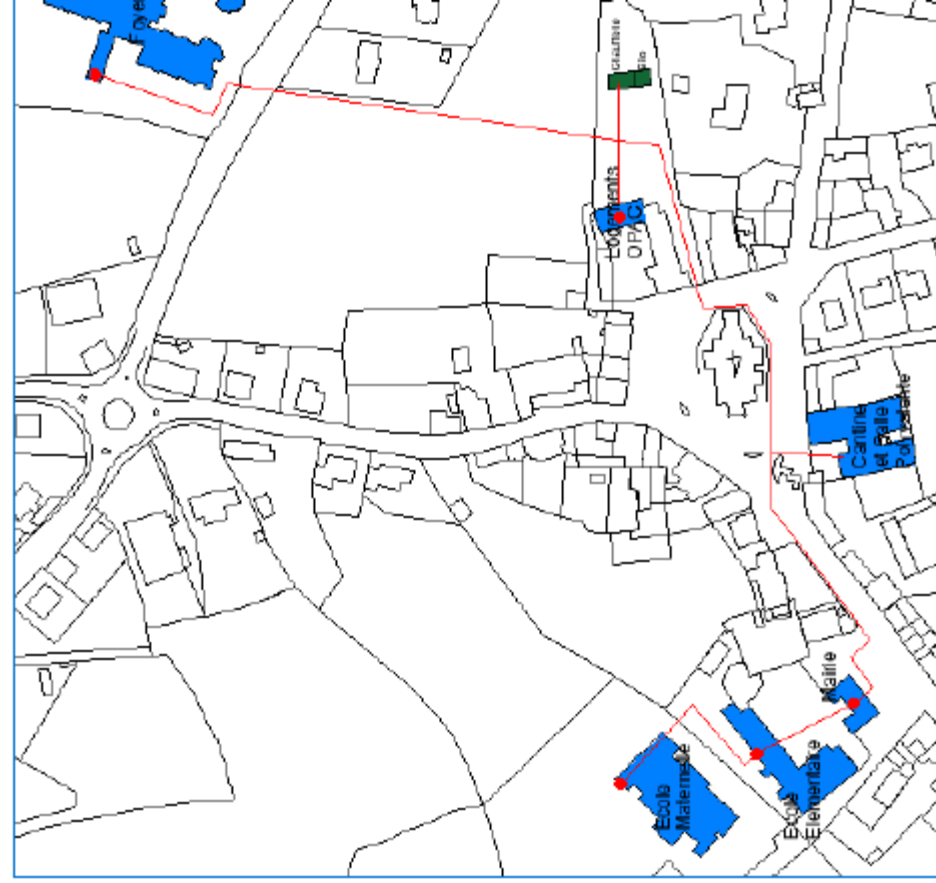 Foyer
Logements
OPAC
Cantine
et Salle
Polyvalente
Mairie
Ecole
Maternelle
Ecole
Elementaire